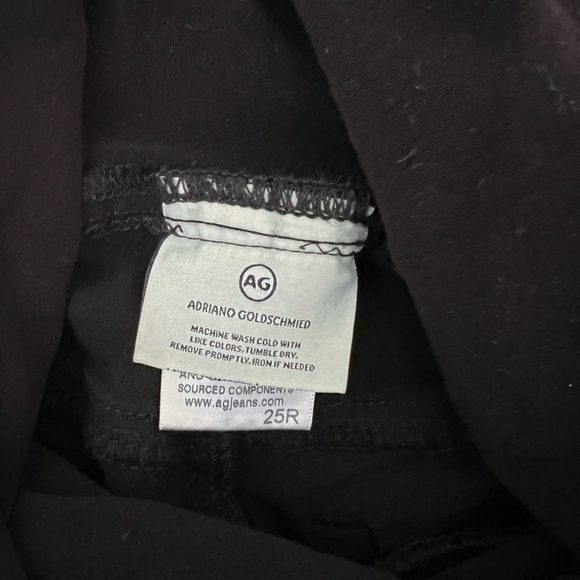 AG
ADRIANO GOLDSCHMIED
MACHINE WASH COLD WITH
LIKE COLORS, TUMBLE DRY,
REMOVE PROMPTLY, IRON IF NEEDED
SOURCED COMPONENTS
www.agjeans.com
25R